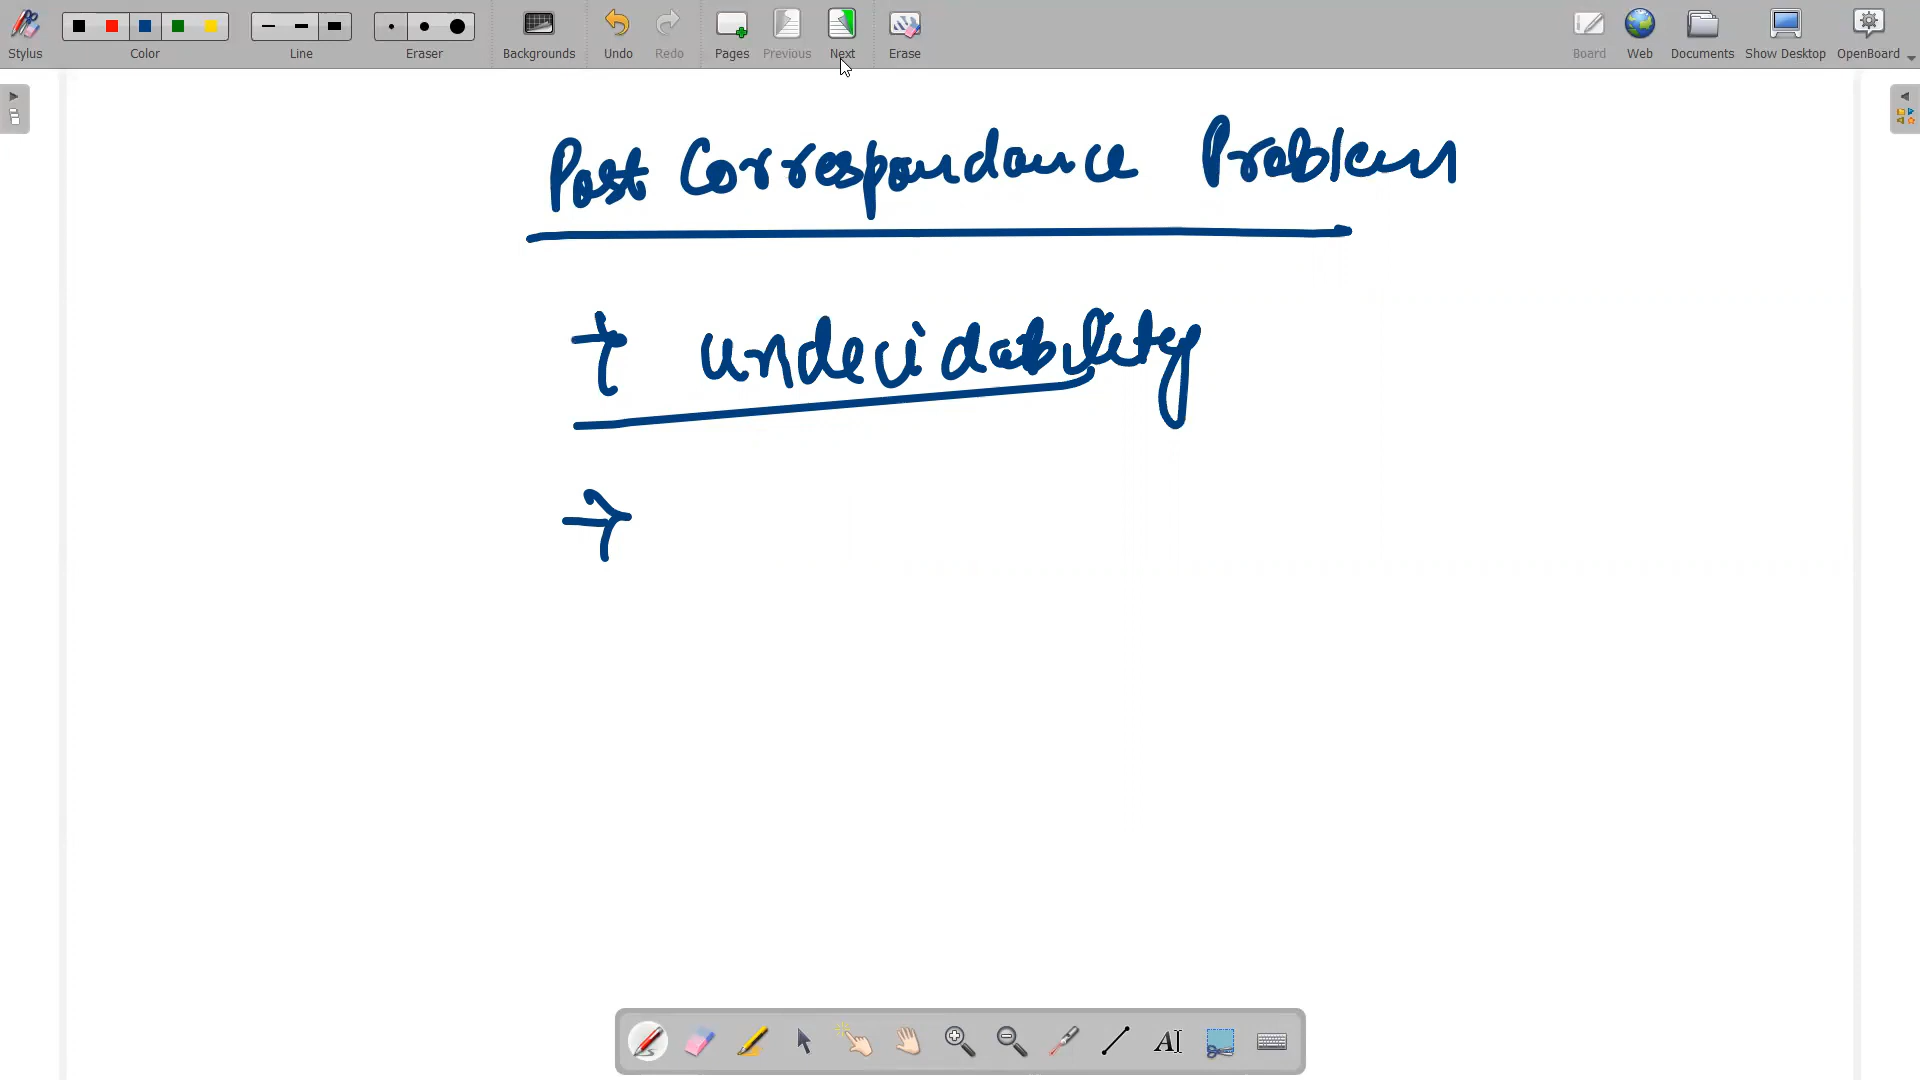 Stylus Color Line Eraser Backgrounds Undo Redo Pages Previous Next Erase Board Web Documents Show Desktop OpenBoard
Post Correspondance Problem
→ undecidability
→